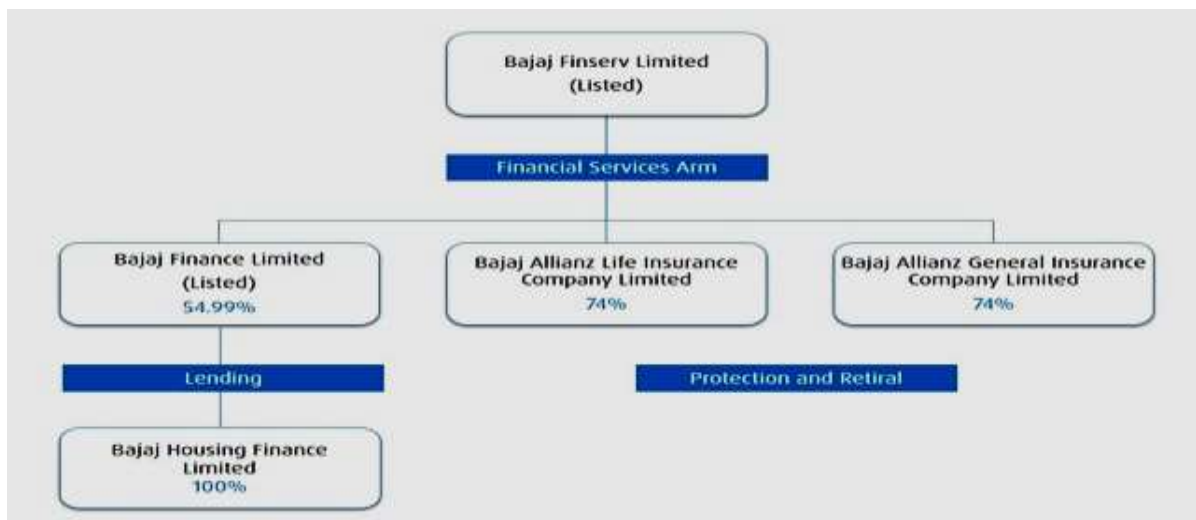 Bajaj Finserv Limited
(Listed)
Financial Services Arm
Bajaj Finance Limited
(Listed)
54.99%
Bajaj Allianz Life Insurance
Company Limited
74%
Bajaj Allianz General Insurance
Company Limited
74%
Lending
Protection and Retiral
Bajaj Housing Finance
Limited
100%